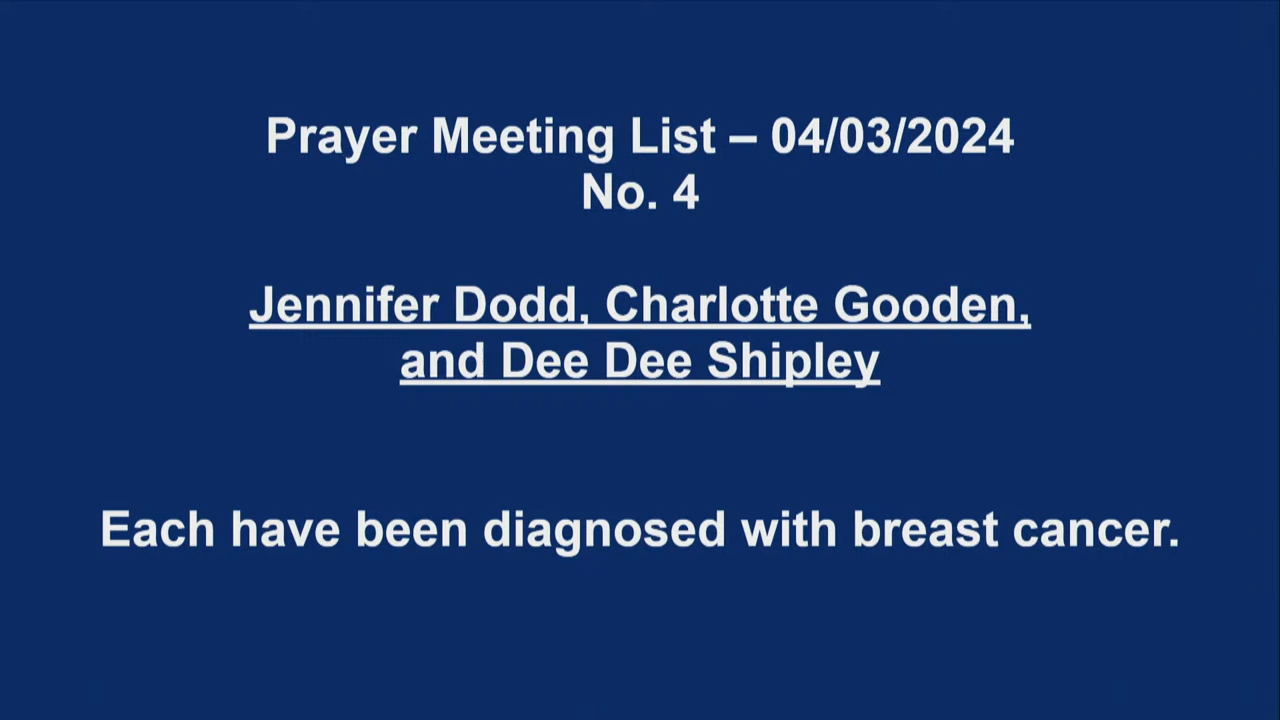 Prayer Meeting List – 04/03/2024
No. 4
Jennifer Dodd, Charlotte Gooden,
and Dee Dee Shipley
Each have been diagnosed with breast cancer.